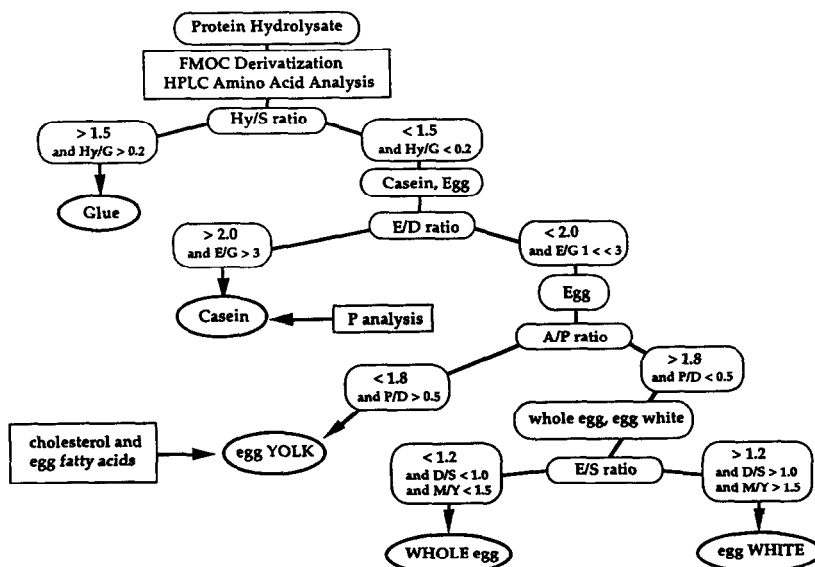 Protein Hydrolysate
FMOC Derivatization
HPLC Amino Acid Analysis
Hy/S ratio
> 1.5
and Hy/G > 0.2
< 1.5
and Hy/G < 0.2
Glue
Casein, Egg
E/D ratio
> 2.0
and E/G > 3
< 2.0
and E/G 1 < < 3
Casein
P analysis
Egg
A/P ratio
< 1.8
and P/D > 0.5
> 1.8
and P/D < 0.5
cholesterol and
egg fatty acids
egg YOLK
whole egg, egg white
E/S ratio
< 1.2
and D/S < 1.0
and M/Y < 1.5
> 1.2
and D/S > 1.0
and M/Y > 1.5
WHOLE egg
egg WHITE